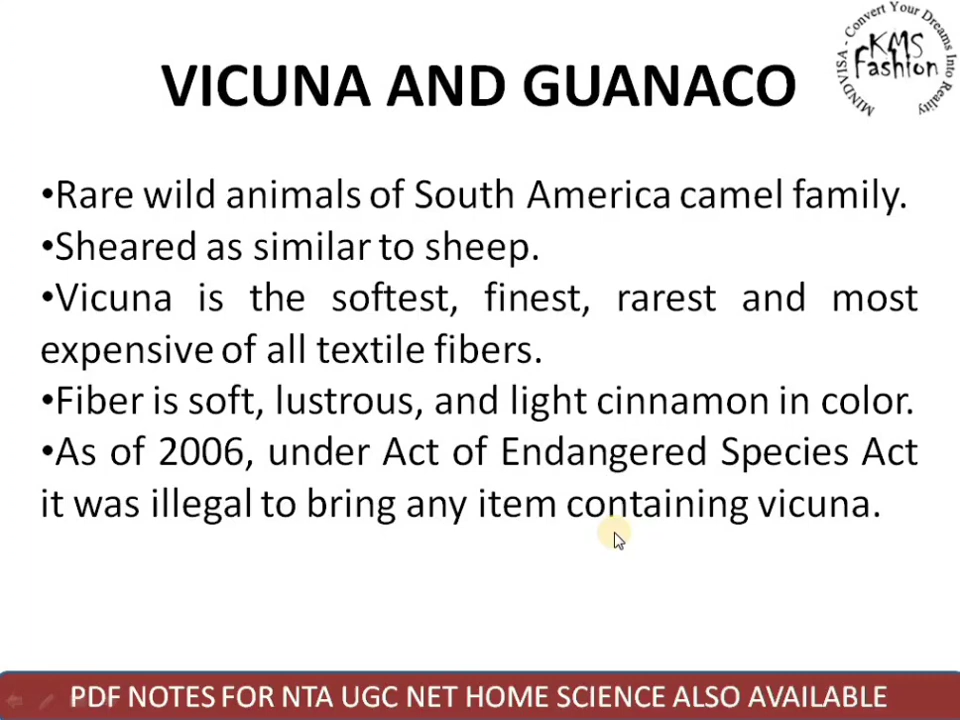 MINDVISA - Convert Your Dreams Into Reality
KMS
Fashion
VICUNA AND GUANACO
•Rare wild animals of South America camel family.
•Sheared as similar to sheep.
•Vicuna is the softest, finest, rarest and most
expensive of all textile fibers.
•Fiber is soft, lustrous, and light cinnamon in color.
•As of 2006, under Act of Endangered Species Act
it was illegal to bring any item containing vicuna.
PDF NOTES FOR NTA UGC NET HOME SCIENCE ALSO AVAILABLE